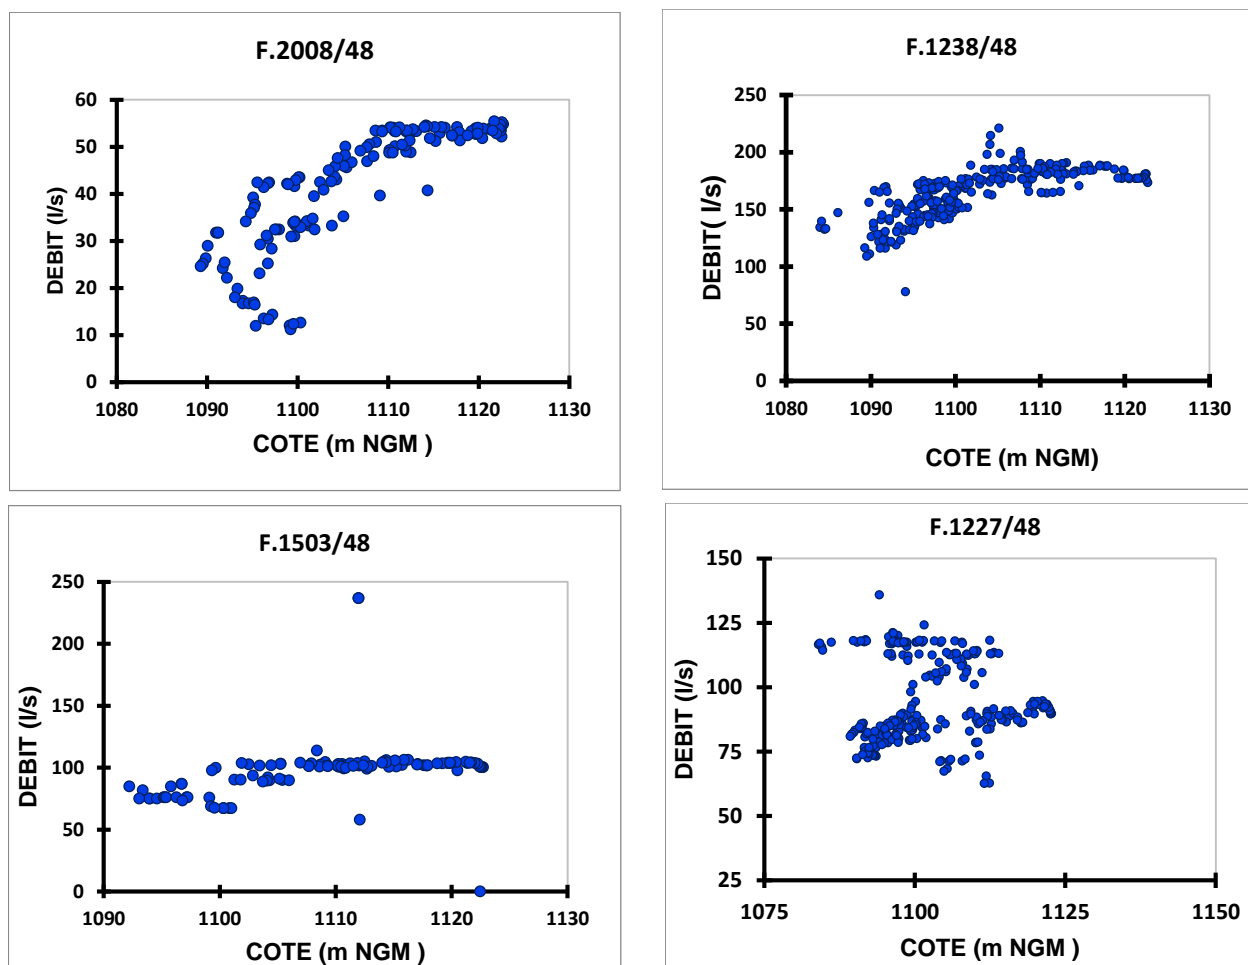 F.2008/48
DEBIT (l/s)
60
50
40
30
20
10
0
1080 1090 1100 1110 1120 1130
COTE (m NGM )
F.1238/48
DEBIT( l/s)
250
200
150
100
50
0
1080 1090 1100 1110 1120 1130
COTE (m NGM)
F.1503/48
DEBIT (l/s)
250
200
150
100
50
0
1090 1100 1110 1120 1130
COTE (m NGM )
F.1227/48
DEBIT (l/s)
150
125
100
75
50
25
1075 1100 1125 1150
COTE (m NGM )